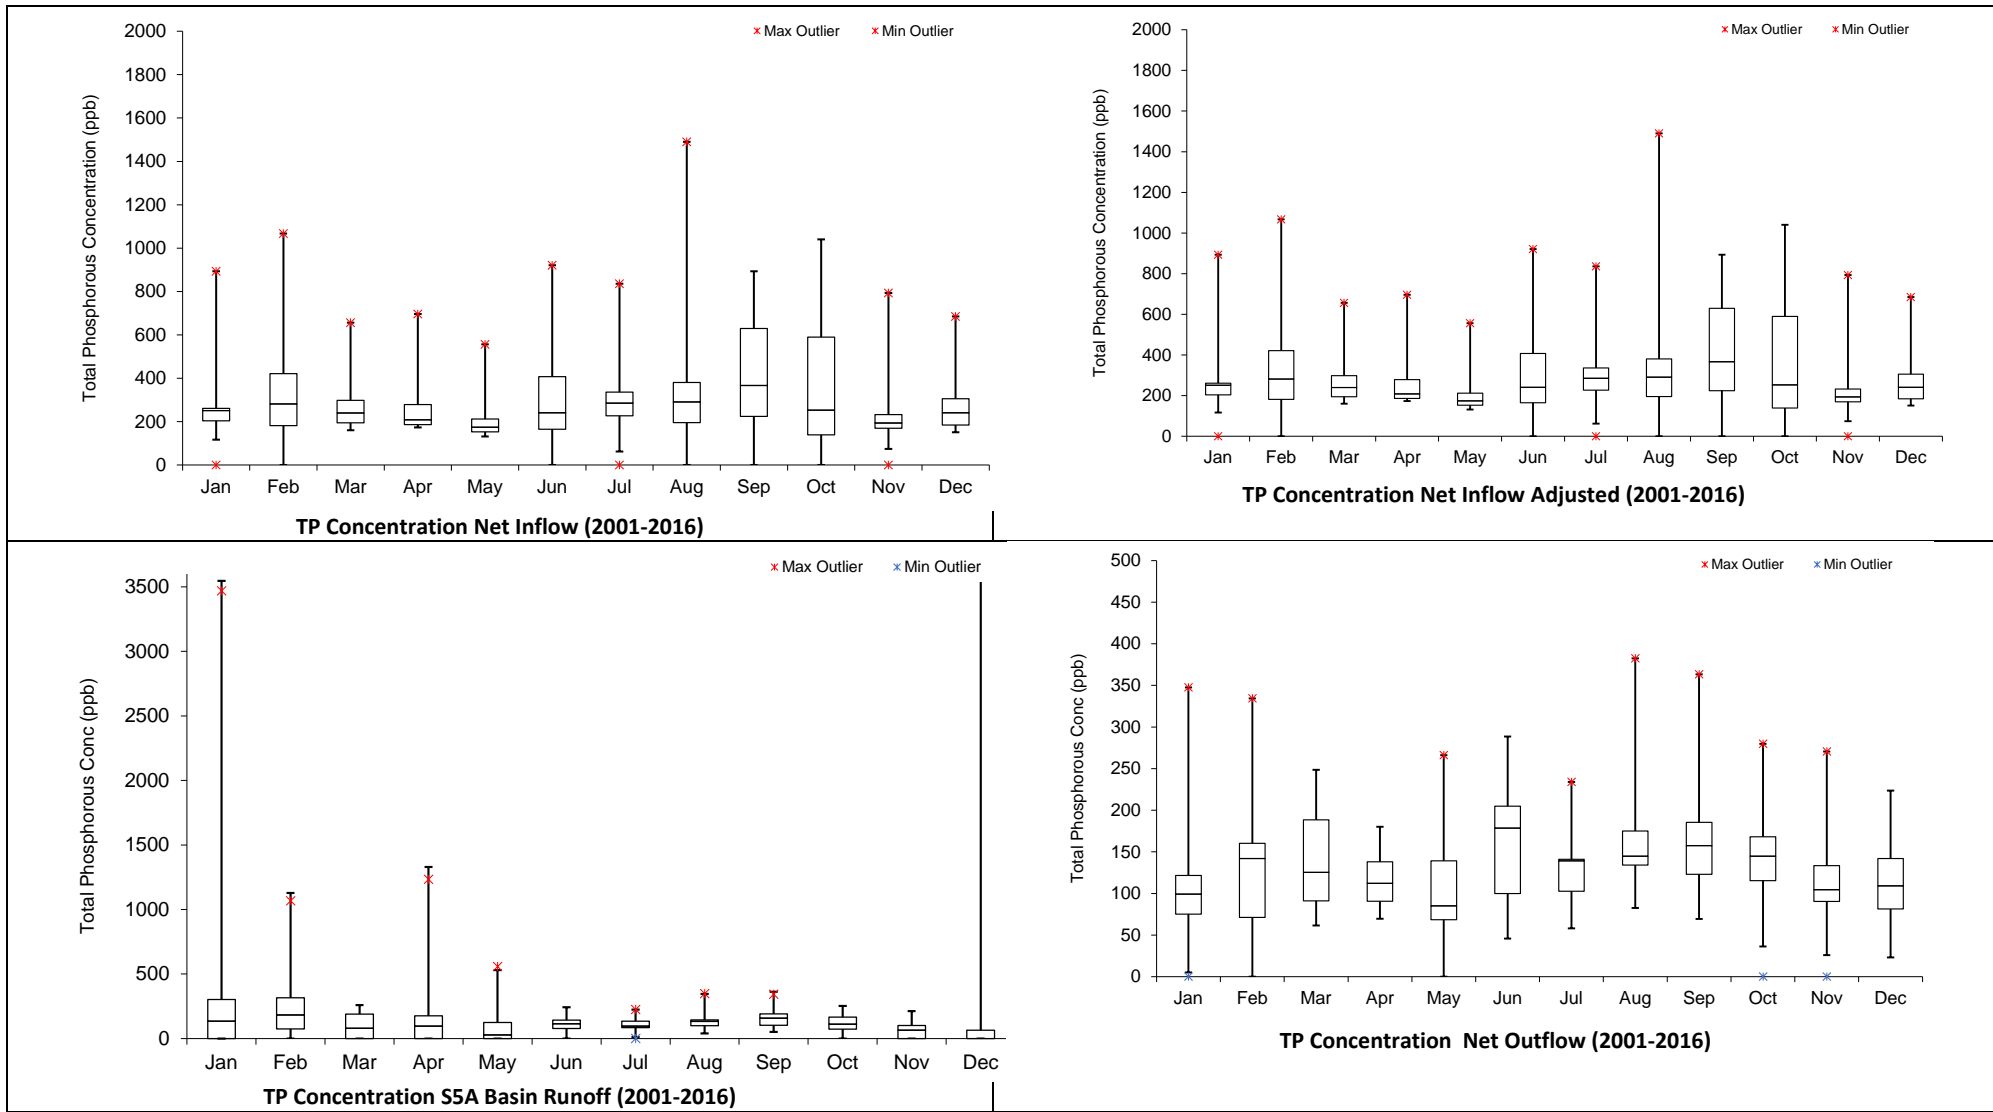 Max Outlier Min Outlier
Total Phosphorous Concentration (ppb)
2000
1800
1600
1400
1200
1000
800
600
400
200
0
Jan Feb Mar Apr May Jun Jul Aug Sep Oct Nov Dec
TP Concentration Net Inflow (2001-2016)
Max Outlier Min Outlier
Total Phosphorous Concentration (ppb)
2000
1800
1600
1400
1200
1000
800
600
400
200
0
Jan Feb Mar Apr May Jun Jul Aug Sep Oct Nov Dec
TP Concentration Net Inflow Adjusted (2001-2016)
Max Outlier Min Outlier
Total Phosphorous Conc (ppb)
3500
3000
2500
2000
1500
1000
500
0
Jan Feb Mar Apr May Jun Jul Aug Sep Oct Nov Dec
TP Concentration S5A Basin Runoff (2001-2016)
Max Outlier Min Outlier
Total Phosphorous Conc (ppb)
500
450
400
350
300
250
200
150
100
50
0
Jan Feb Mar Apr May Jun Jul Aug Sep Oct Nov Dec
TP Concentration Net Outflow (2001-2016)